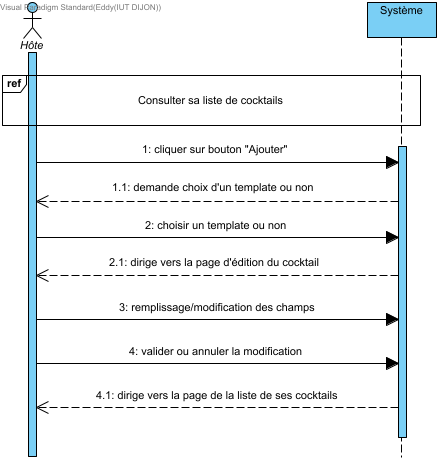 Visual Paradigm Standard(Eddy(IUT DIJON))
Système
Hôte
ref
Consulter sa liste de cocktails
1: cliquer sur bouton "Ajouter"
1.1: demande choix d'un template ou non
2: choisir un template ou non
2.1: dirige vers la page d'édition du cocktail
3: remplissage/modification des champs
4: valider ou annuler la modification
4.1: dirige vers la page de la liste de ses cocktails